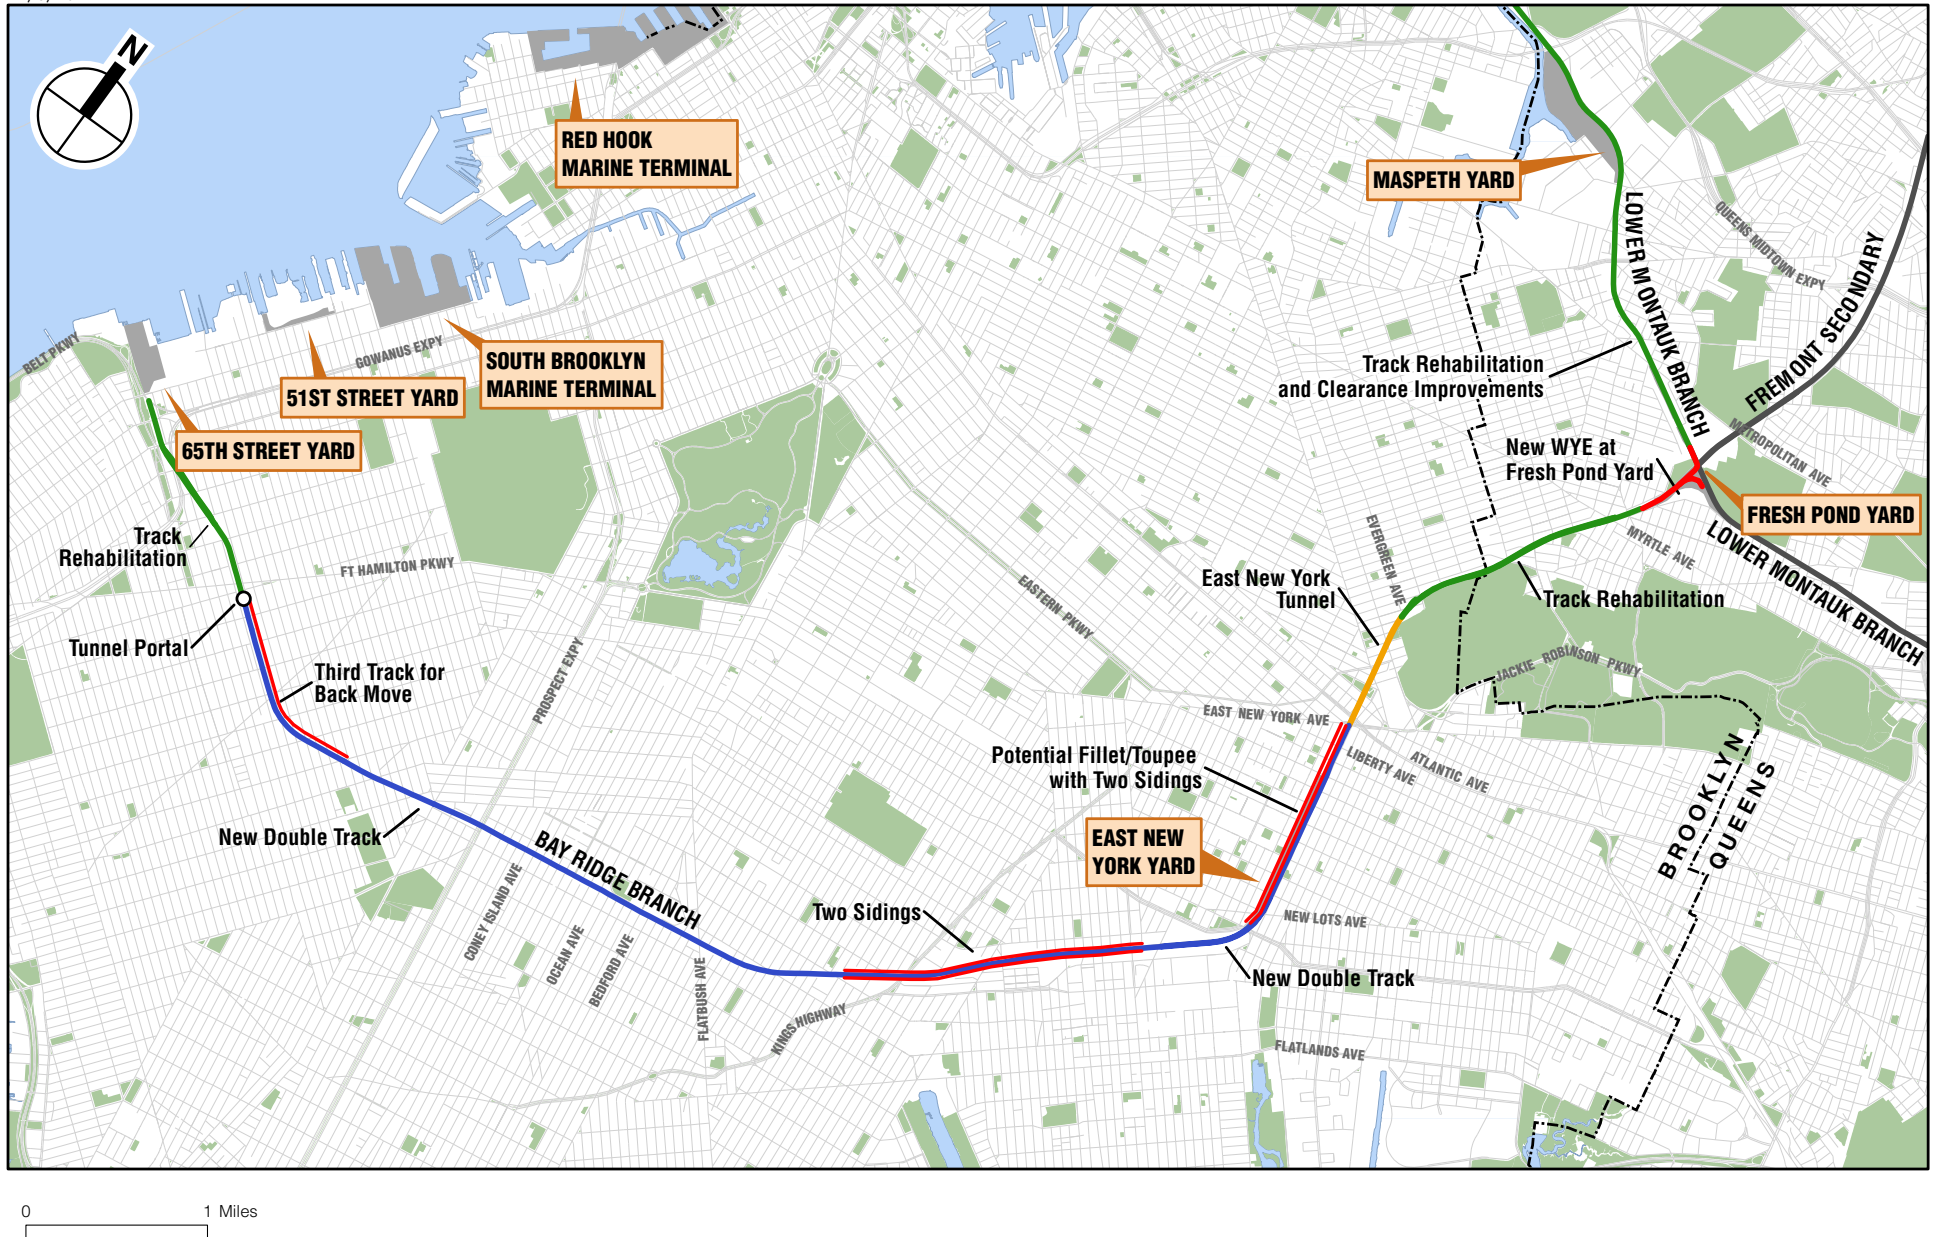 N
RED HOOK
MARINE TERMINAL
MASPETH YARD
LOWER MONTAUK BRANCH
QUEENS MIDTOWN EXPY
FREMONT SECONDARY
BELT PKWY
GOWANUS EXPY
SOUTH BROOKLYN
MARINE TERMINAL
51ST STREET YARD
65TH STREET YARD
Track Rehabilitation
and Clearance Improvements
METROPOLITAN AVE
New WYE at
Fresh Pond Yard
FRESH POND YARD
Track
Rehabilitation
FT HAMILTON PKWY
EVERGREEN AVE
MYRTLE AVE
LOWER MONTAUK BRANCH
East New York
Tunnel
EASTERN PKWY
Track Rehabilitation
Tunnel Portal
Third Track for
Back Move
PROSPECT EXPY
JACKIE ROBINSON PKWY
EAST NEW YORK AVE
Potential Fillet/Toupee
with Two Sidings
LIBERTY AVE
ATLANTIC AVE
BROOKLYN
QUEENS
New Double Track
BAY RIDGE BRANCH
EAST NEW
YORK YARD
CONEY ISLAND AVE
OCEAN AVE
BEDFORD AVE
FLATBUSH AVE
Two Sidings
NEW LOTS AVE
New Double Track
KINGS HIGHWAY
FLATLANDS AVE
0 1 Miles